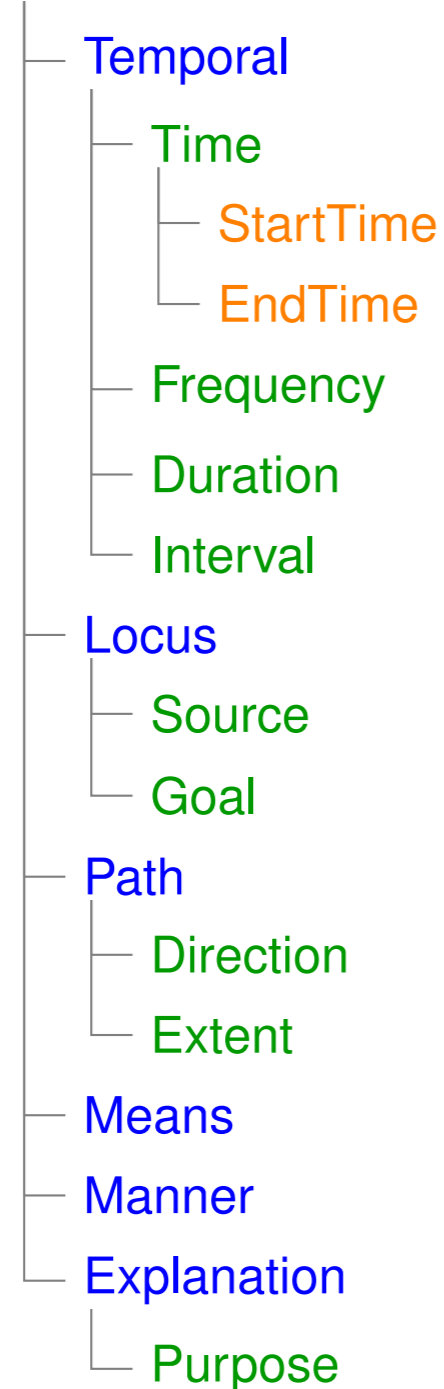 Temporal
Time
StartTime
EndTime
Frequency
Duration
Interval
Locus
Source
Goal
Path
Direction
Extent
Means
Manner
Explanation
Purpose